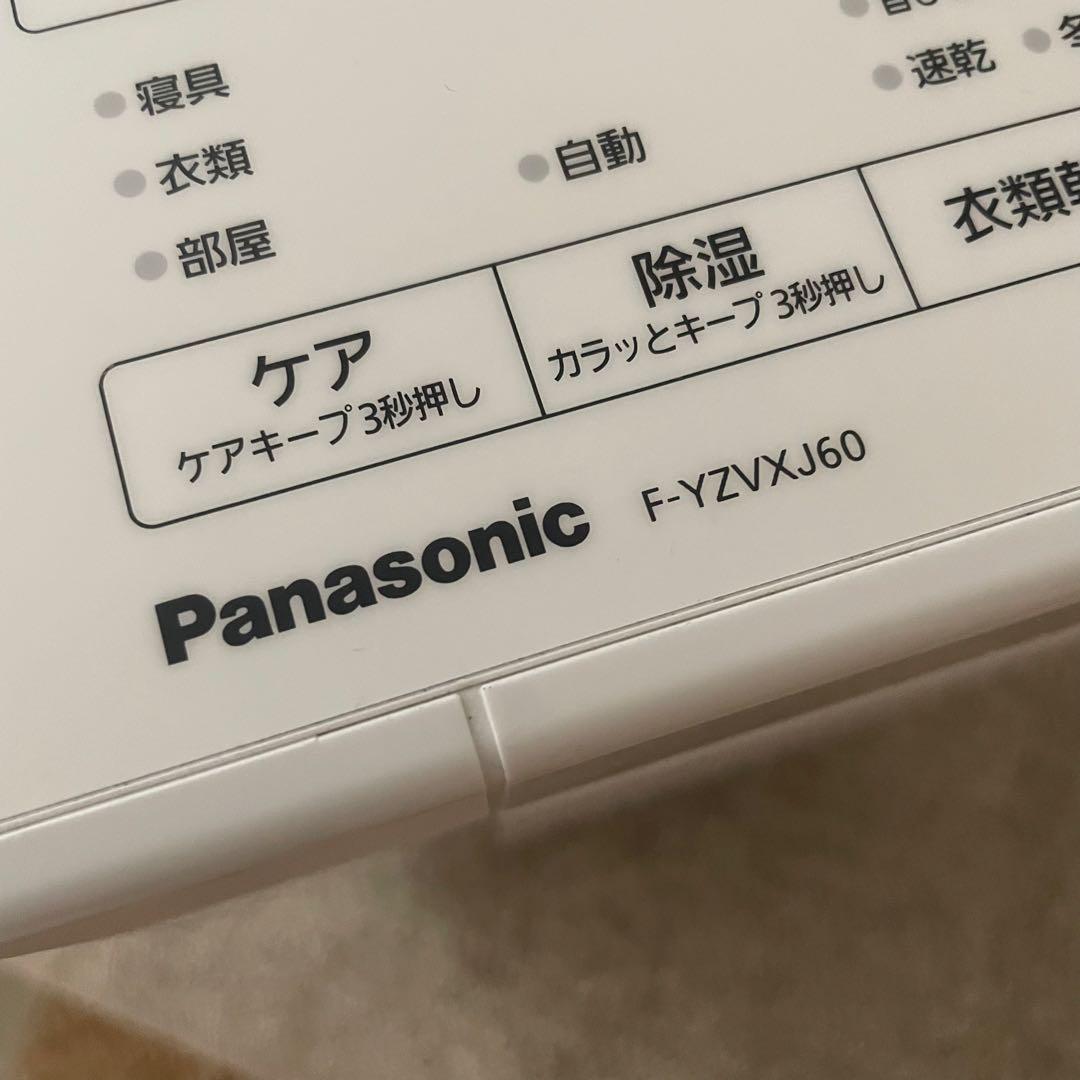 寝具
衣類
部屋
自動
速乾
冬
ケア
ケアキープ 3秒押し
除湿
カラッとキープ 3秒押し
衣類乾
Panasonic F-YZVXJ60